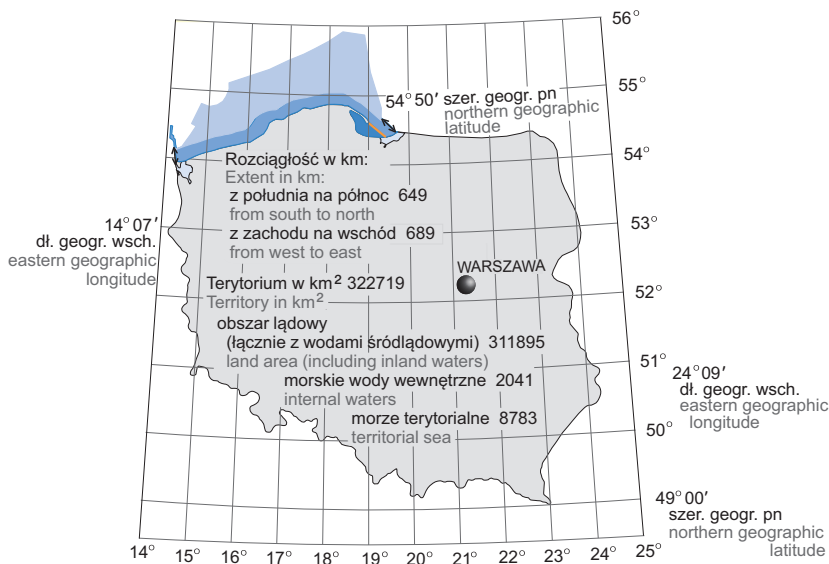 56°
55°
54° 50′ szer. geogr. pn
northern geographic
latitude
54°
Rozciągłość w km:
Extent in km:
z południa na północ 649
from south to north
z zachodu na wschód 689
from west to east
53°
14° 07′
dł. geogr. wsch.
eastern geographic
longitude
WARSZAWA
Terytorium w km² 322719
Territory in km²
52°
obszar lądowy
(łącznie z wodami śródlądowymi) 311895
land area (including inland waters)
51°
morskie wody wewnętrzne 2041
internal waters
24° 09′
dł. geogr. wsch.
eastern geographic
longitude
morze terytorialne 8783
territorial sea
50°
49° 00′
szer. geogr. pn
northern geographic
latitude
14° 15° 16° 17° 18° 19° 20° 21° 22° 23° 24° 25°